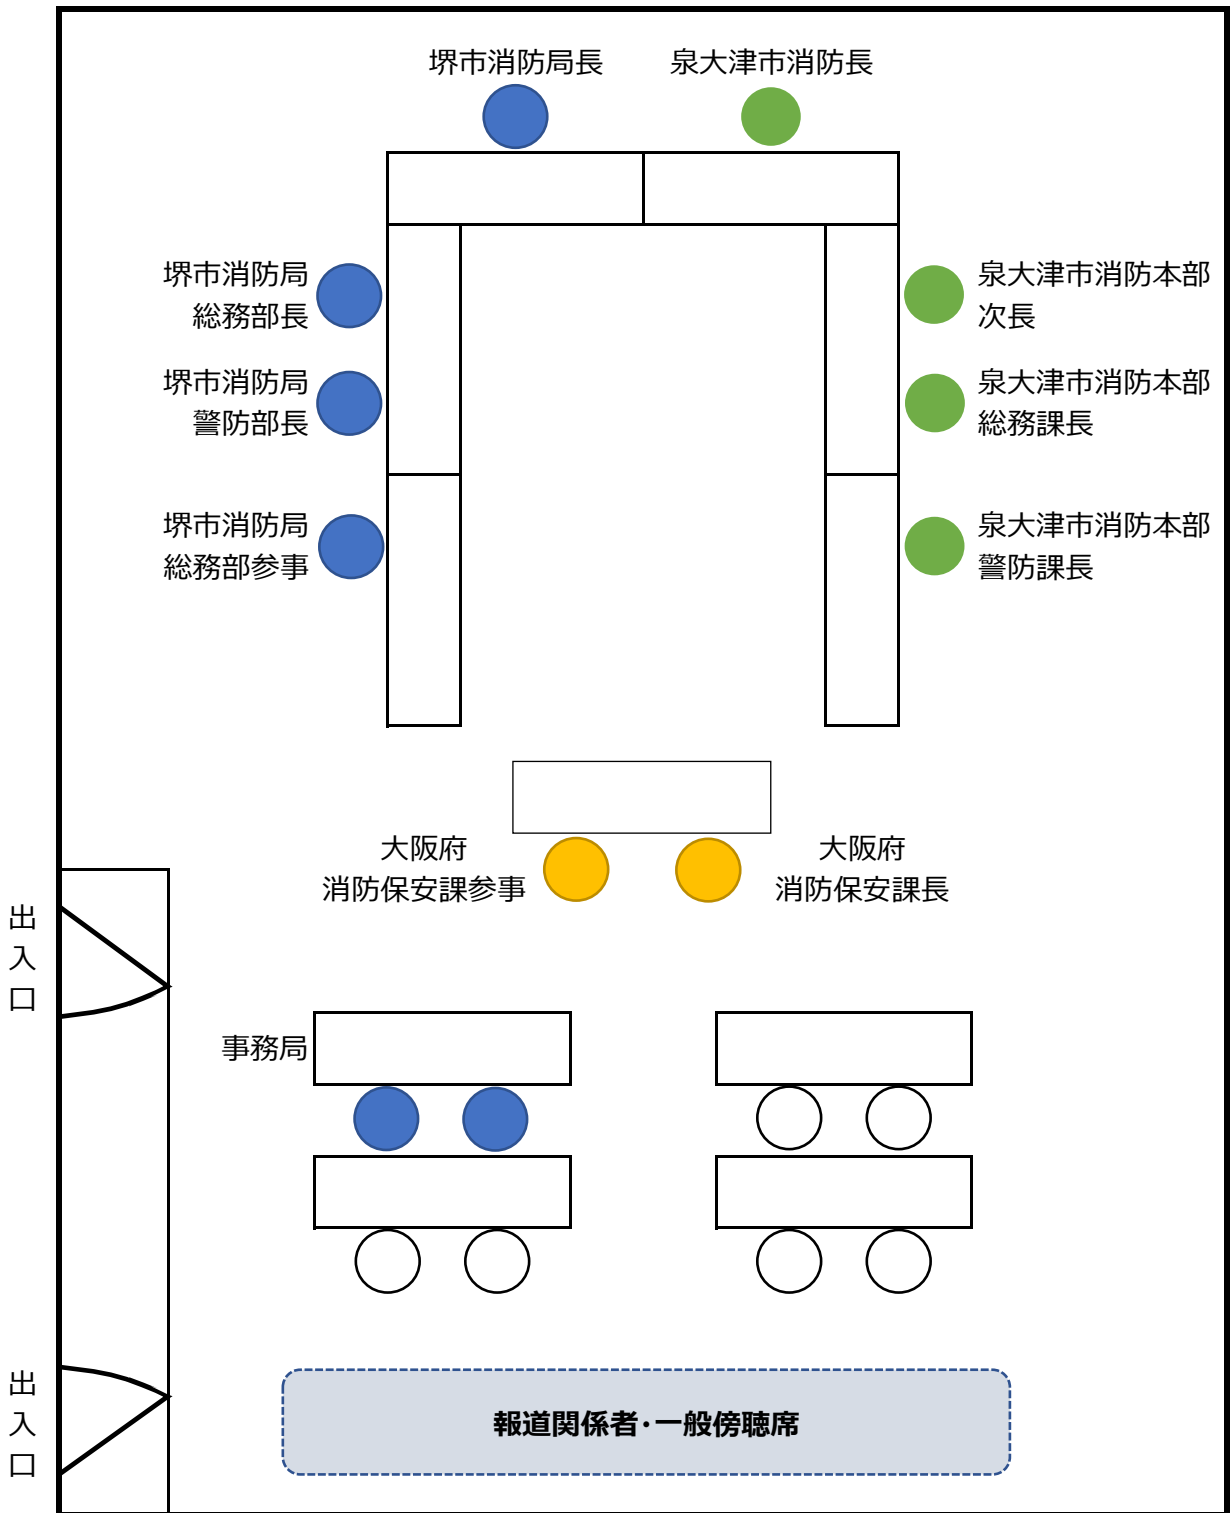 堺市消防局長
泉大津市消防長
堺市消防局
総務部長
泉大津市消防本部
次長
堺市消防局
警防部長
泉大津市消防本部
総務課長
堺市消防局
総務部参事
泉大津市消防本部
警防課長
大阪府
消防保安課参事
大阪府
消防保安課長
出入口
事務局
出入口
報道関係者・一般傍聴席